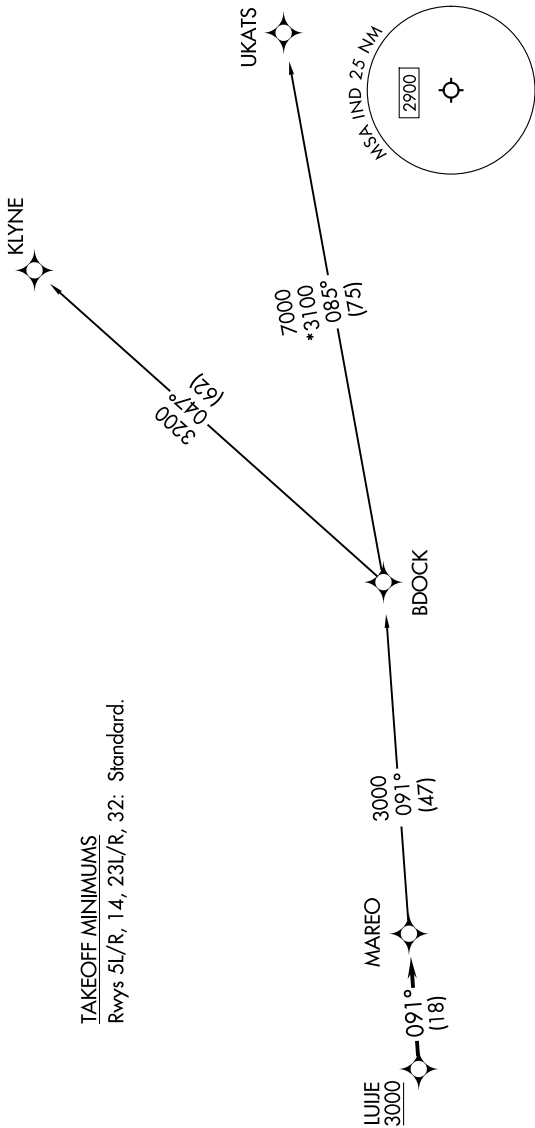 KLYNE
UKATS
MSA IND 25 NM
2900
3200
047°
(62)
7000
*3100
085°
(75)
BDOCK
TAKEOFF MINIMUMS
Rwys 5L/R, 14, 23L/R, 32: Standard.
3000
091°
(47)
MAREO
091°
(18)
LUIJE
3000